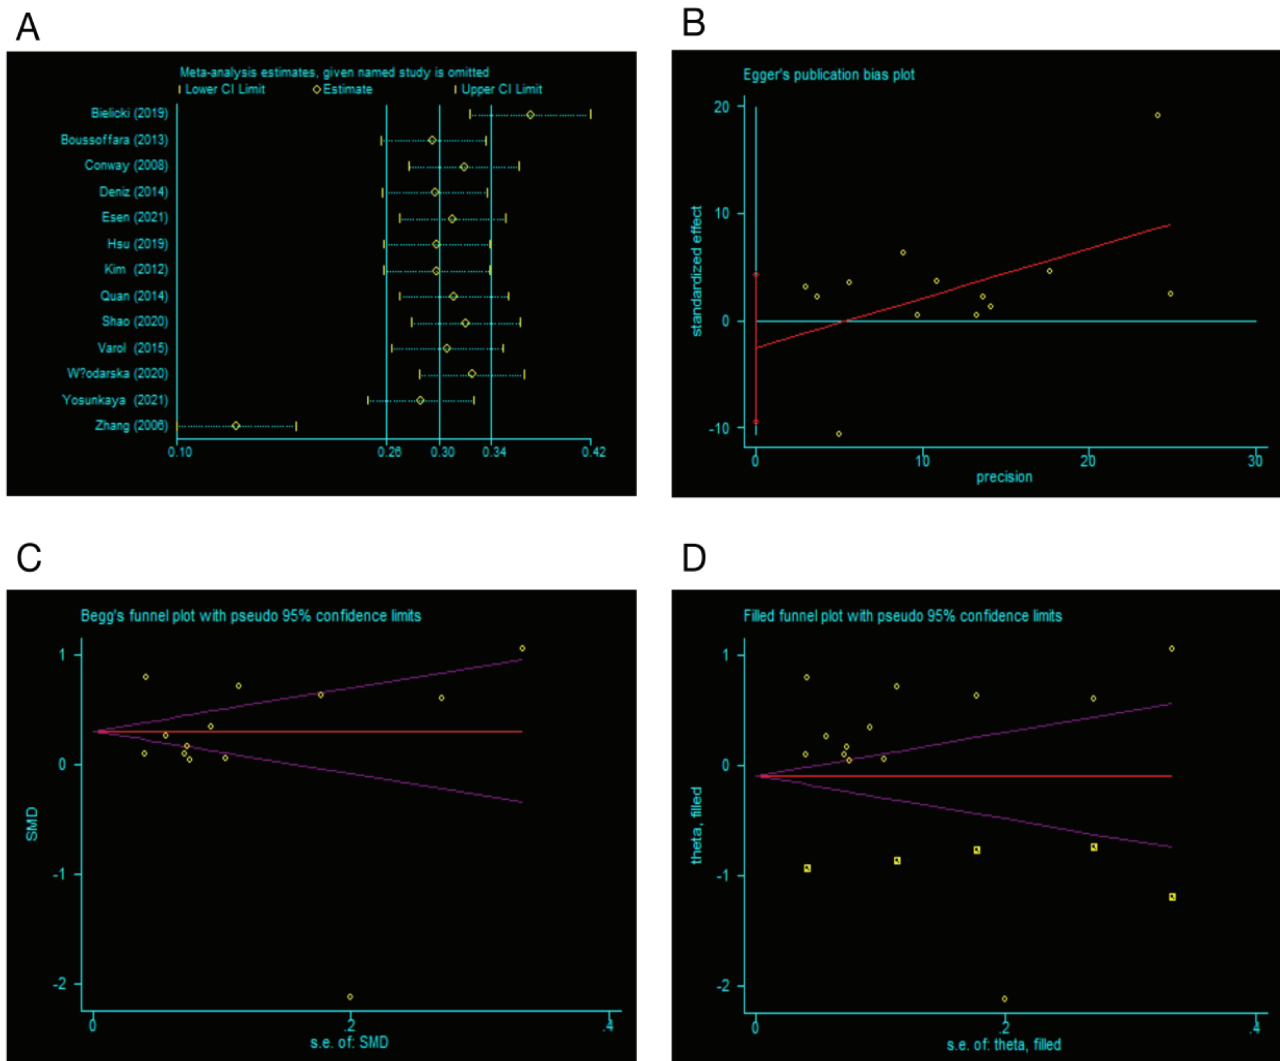 A
Meta-analysis estimates, given named study is omitted
Lower CI Limit Estimate Upper CI Limit
Bielicki (2019)
Boussoffara (2013)
Conway (2008)
Deniz (2014)
Esen (2021)
Hsu (2019)
Kim (2012)
Quan (2014)
Shao (2020)
Varol (2015)
W?odarska (2020)
Yosunkaya (2021)
Zhang (2006)
0.10 0.26 0.30 0.34 0.42
B
Egger's publication bias plot
standardized effect
20
10
0
-10
0 10 20 30
precision
C
Begg's funnel plot with pseudo 95% confidence limits
SMD
1
0
-1
-2
0 .2 .4
s.e. of: SMD
D
Filled funnel plot with pseudo 95% confidence limits
theta, filled
1
0
-1
-2
0 .2 .4
s.e. of: theta, filled